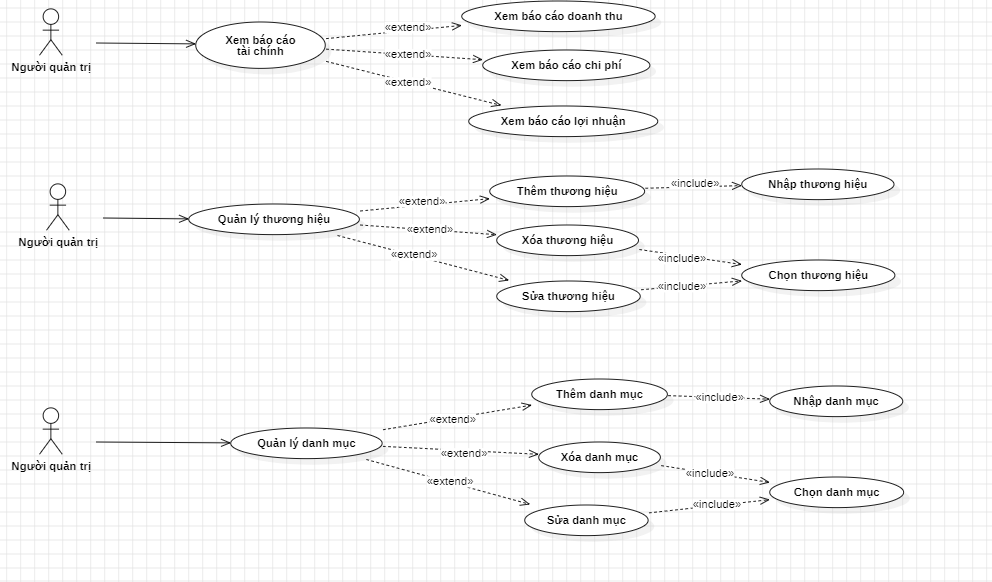 Người quản trị
Xem báo cáo
tài chính
«extend»
«extend»
«extend»
Xem báo cáo doanh thu
Xem báo cáo chi phí
Xem báo cáo lợi nhuận
Người quản trị
Quản lý thương hiệu
«extend»
«extend»
«extend»
Thêm thương hiệu
Xóa thương hiệu
Sửa thương hiệu
«include»
«include»
«include»
Nhập thương hiệu
Chọn thương hiệu
Người quản trị
Quản lý danh mục
«extend»
«extend»
«extend»
Thêm danh mục
Xóa danh mục
Sửa danh mục
«include»
«include»
«include»
Nhập danh mục
Chọn danh mục